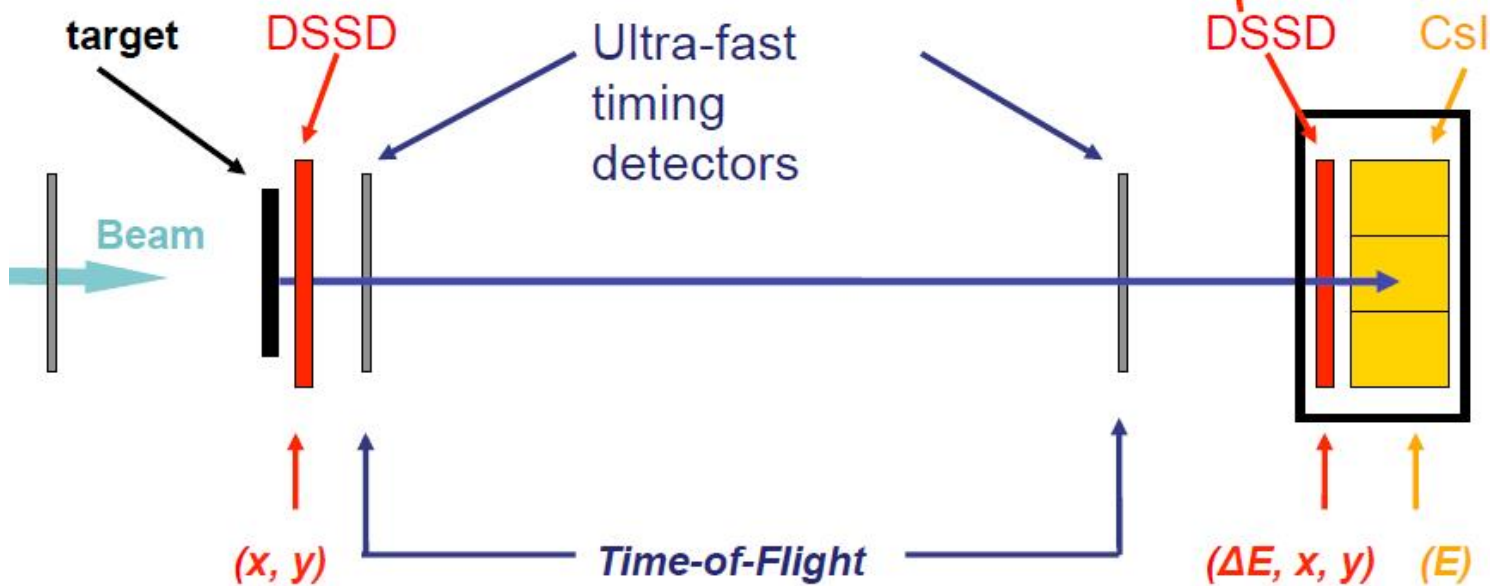 target
DSSD
Ultra-fast
timing
detectors
DSSD
CsI
Beam
(x, y)
Time-of-Flight
(ΔE, x, y)
(E)